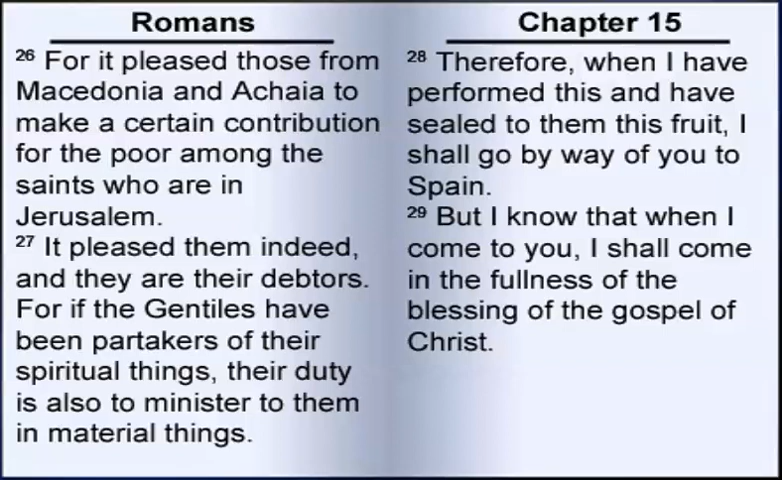 Romans
26 For it pleased those from
Macedonia and Achaia to
make a certain contribution
for the poor among the
saints who are in
Jerusalem.
27 It pleased them indeed,
and they are their debtors.
For if the Gentiles have
been partakers of their
spiritual things, their duty
is also to minister to them
in material things.
Chapter 15
28 Therefore, when I have
performed this and have
sealed to them this fruit, I
shall go by way of you to
Spain.
29 But I know that when I
come to you, I shall come
in the fullness of the
blessing of the gospel of
Christ.